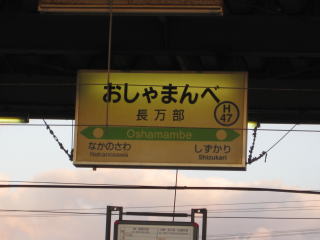 おしゃまんべ
長万部
H
47
Oshamambe
なかのさわ
しずかり
Nakanosawa
Shizukari